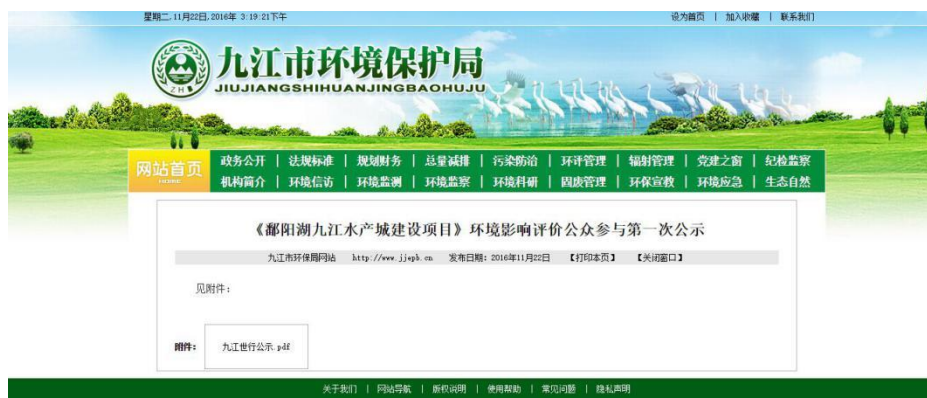 星期二,11月22日,2016年 3:19:21下午
设为首页 | 加入收藏 | 联系我们
九江市环境保护局
JIUJIANGSHIHUANJINGBAOHUJU
ZHB
网站首页
HOME
政务公开 | 法规标准 | 规划财务 | 总量减排 | 污染防治 | 环评管理 | 辐射管理 | 党建之窗 | 纪检监察
机构简介 | 环境信访 | 环境监测 | 环境监察 | 环境科研 | 固废管理 | 环保宣教 | 环境应急 | 生态自然
《鄱阳湖九江水产城建设项目》环境影响评价公众参与第一次公示
九江市环保局网站 http://www.jjepb.cn 发布日期：2016年11月22日 【打印本页】 【关闭窗口】
见附件：
附件： 九江世行公示.pdf
关于我们 | 网站导航 | 版权说明 | 使用帮助 | 常见问题 | 隐私声明